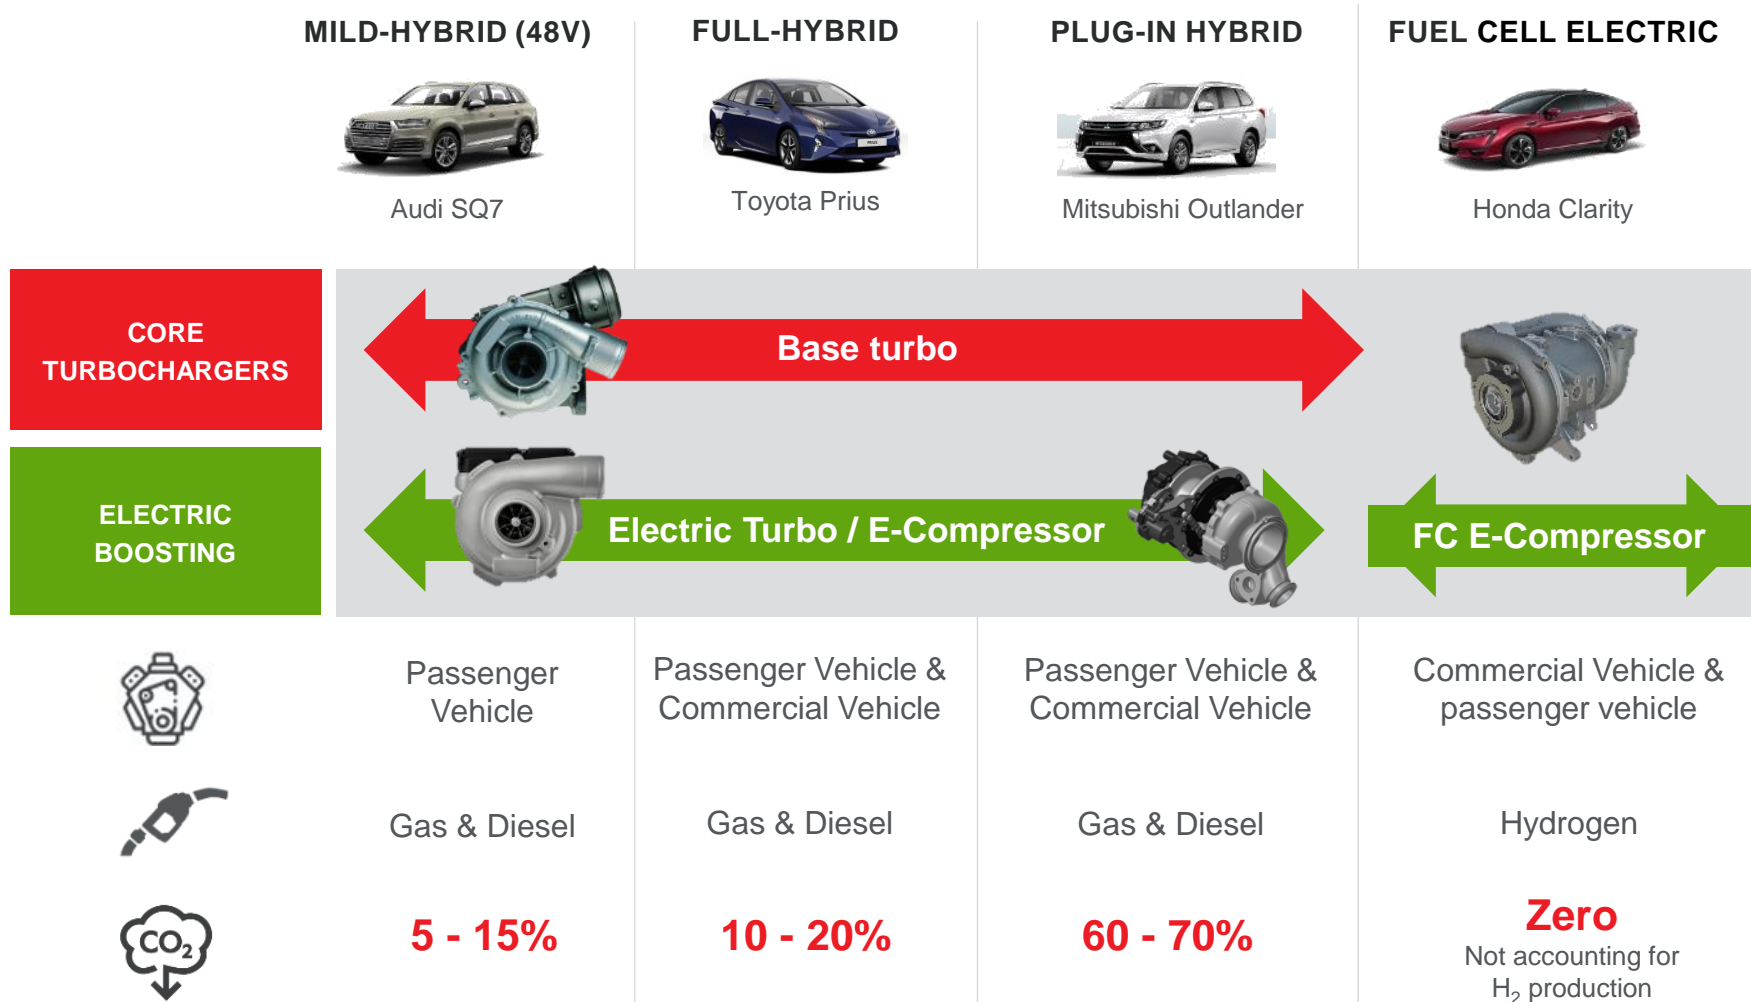 MILD-HYBRID (48V)
FULL-HYBRID
PLUG-IN HYBRID
FUEL CELL ELECTRIC
PRIUS
Audi SQ7
Toyota Prius
Mitsubishi Outlander
Honda Clarity
CORE
TURBOCHARGERS
Base turbo
ELECTRIC
BOOSTING
Electric Turbo / E-Compressor
FC E-Compressor
Passenger
Vehicle
Passenger Vehicle &
Commercial Vehicle
Passenger Vehicle &
Commercial Vehicle
Commercial Vehicle &
passenger vehicle
Gas & Diesel
Gas & Diesel
Gas & Diesel
Hydrogen
CO₂
5 - 15%
10 - 20%
60 - 70%
Zero
Not accounting for
H₂ production